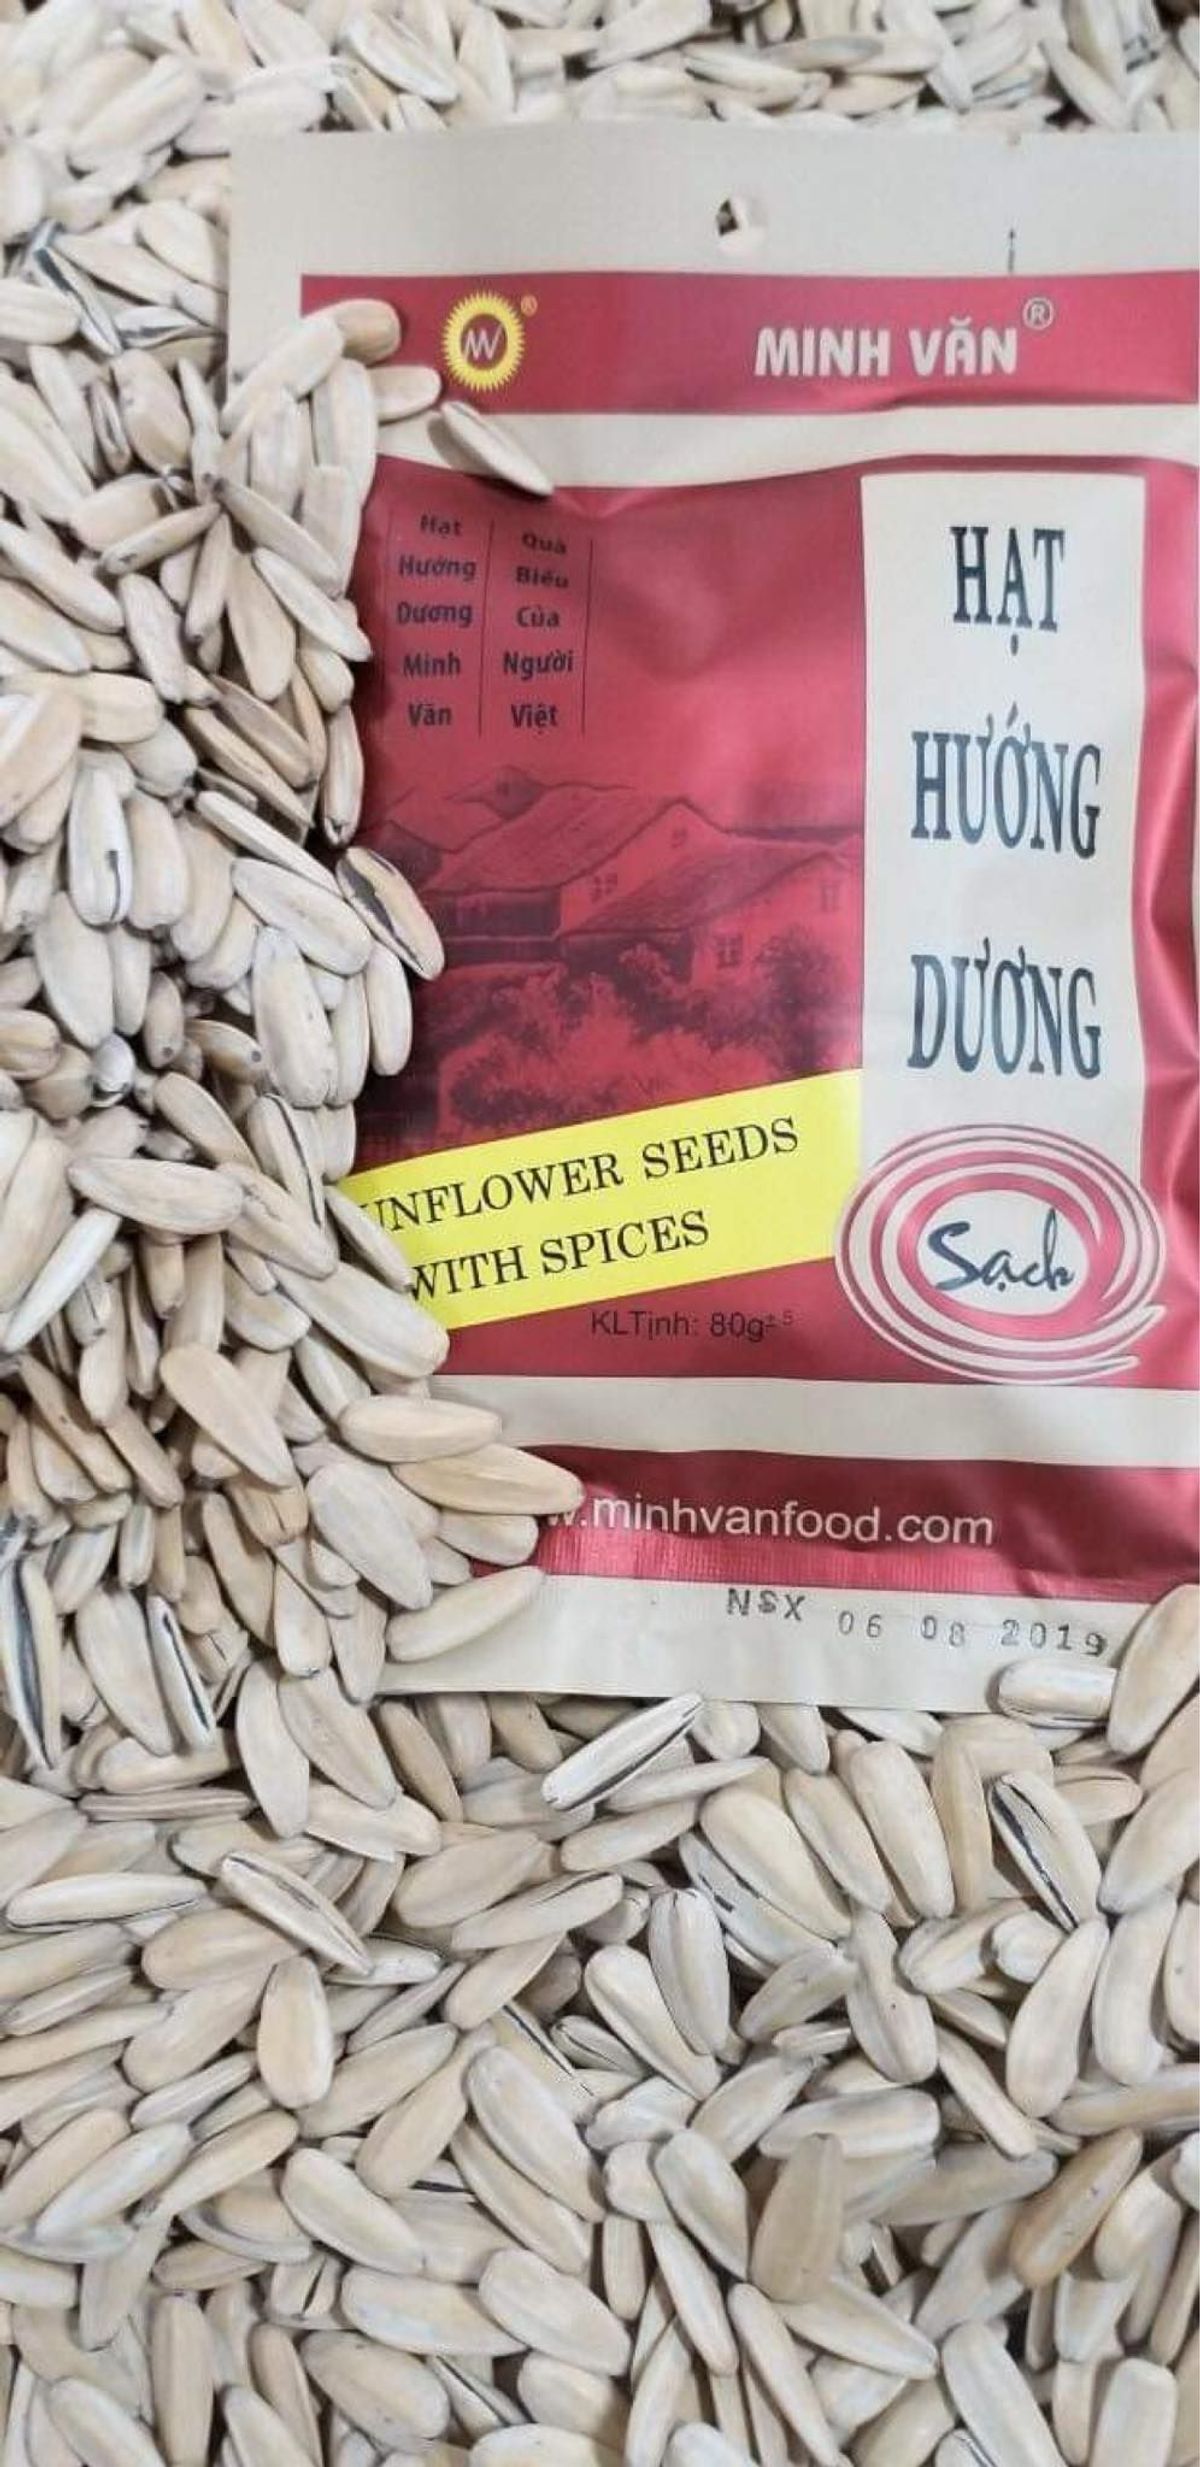 MW ®
MINH VĂN ®
Hạt Hướng Dương Minh Văn
Quà Biếu Của Người Việt
HẠT
HƯỚNG
DƯƠNG
Sạch
UNFLOWER SEEDS
WITH SPICES
KLTịnh: 80g± 5
w.minhvanfood.com
NSX 06 08 2019